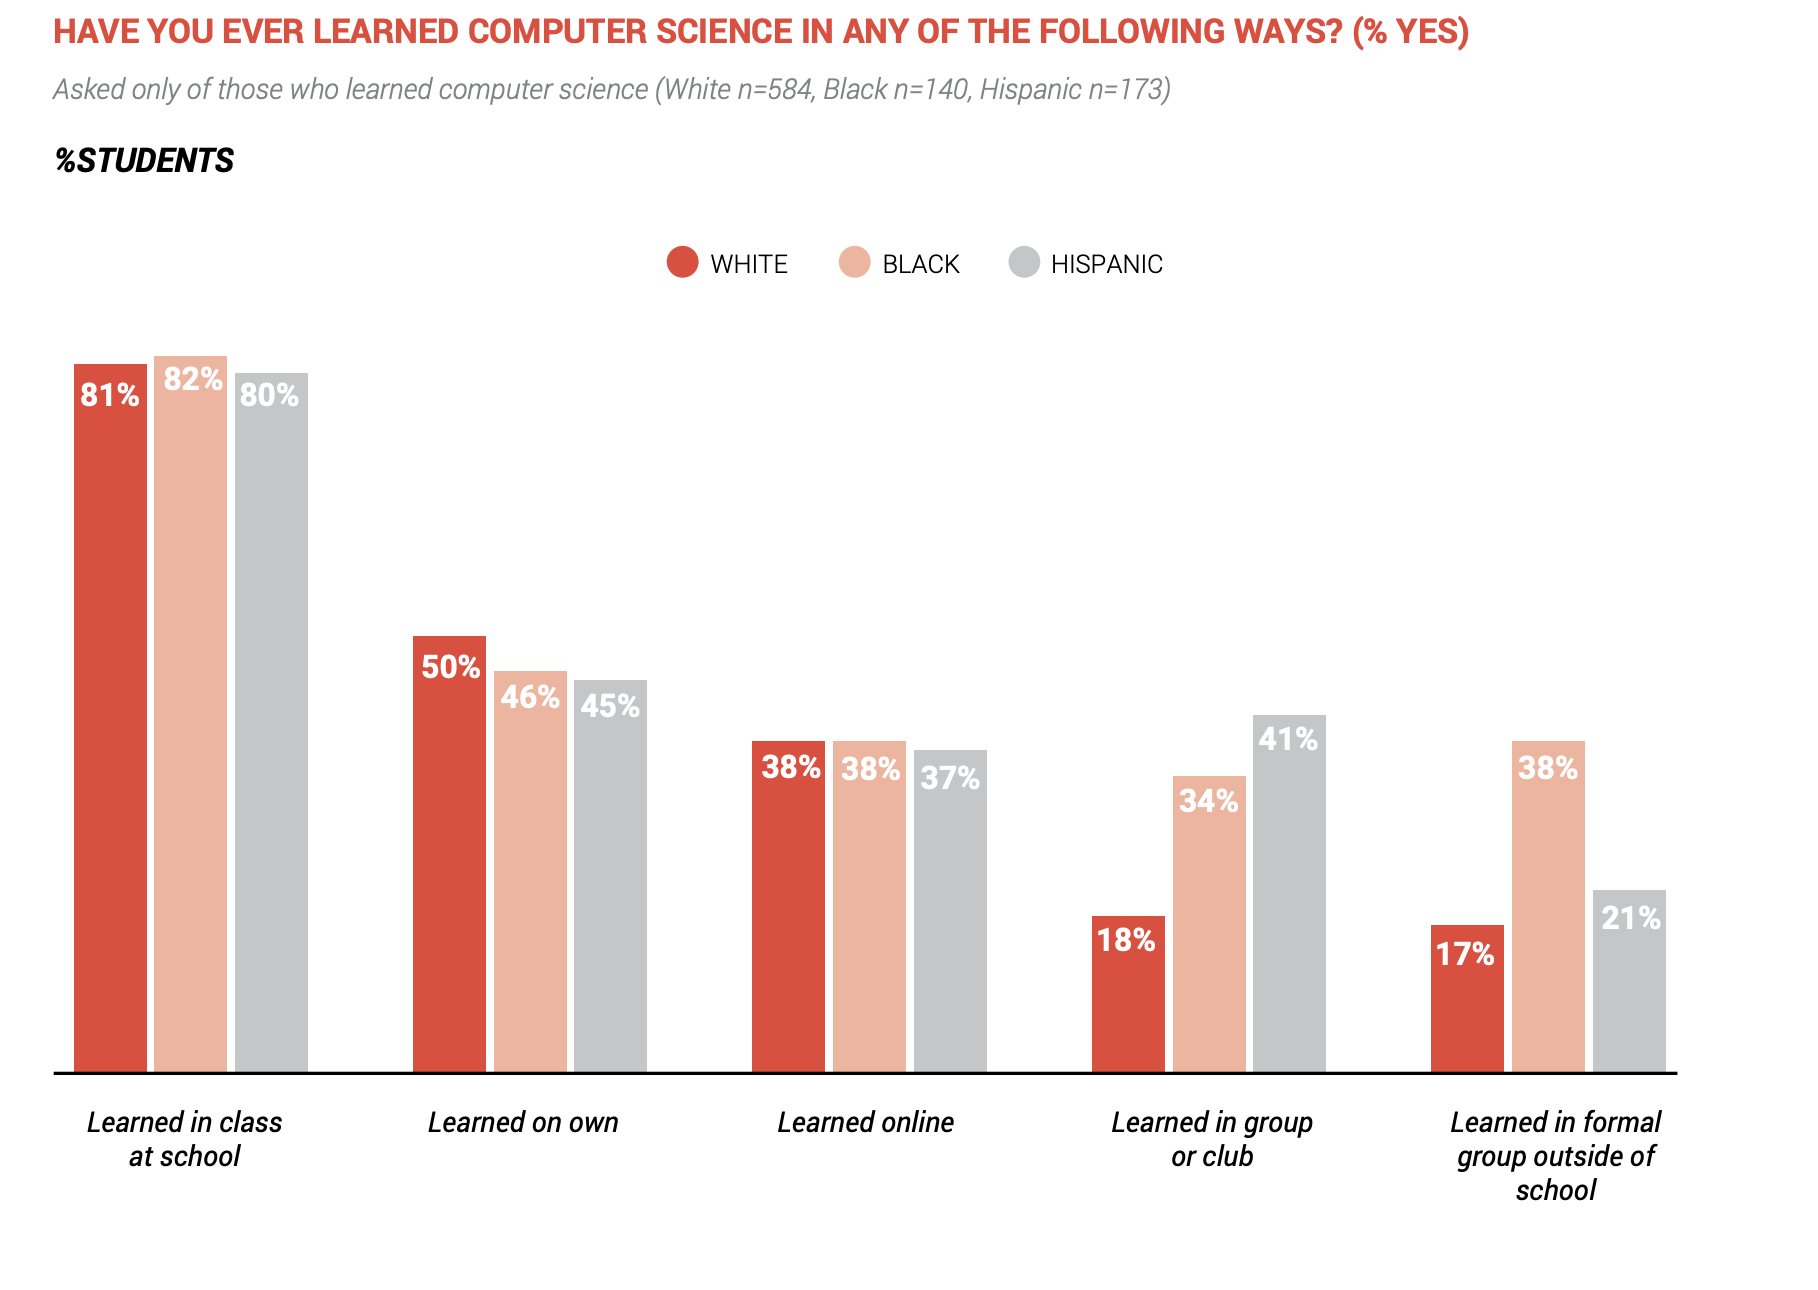 HAVE YOU EVER LEARNED COMPUTER SCIENCE IN ANY OF THE FOLLOWING WAYS? (% YES)
Asked only of those who learned computer science (White n=584, Black n=140, Hispanic n=173)
%STUDENTS
WHITE BLACK HISPANIC
81% 82% 80%
50% 46% 45%
38% 38% 37%
18% 34% 41%
17% 38% 21%
Learned in class
at school
Learned on own
Learned online
Learned in group
or club
Learned in formal
group outside of
school